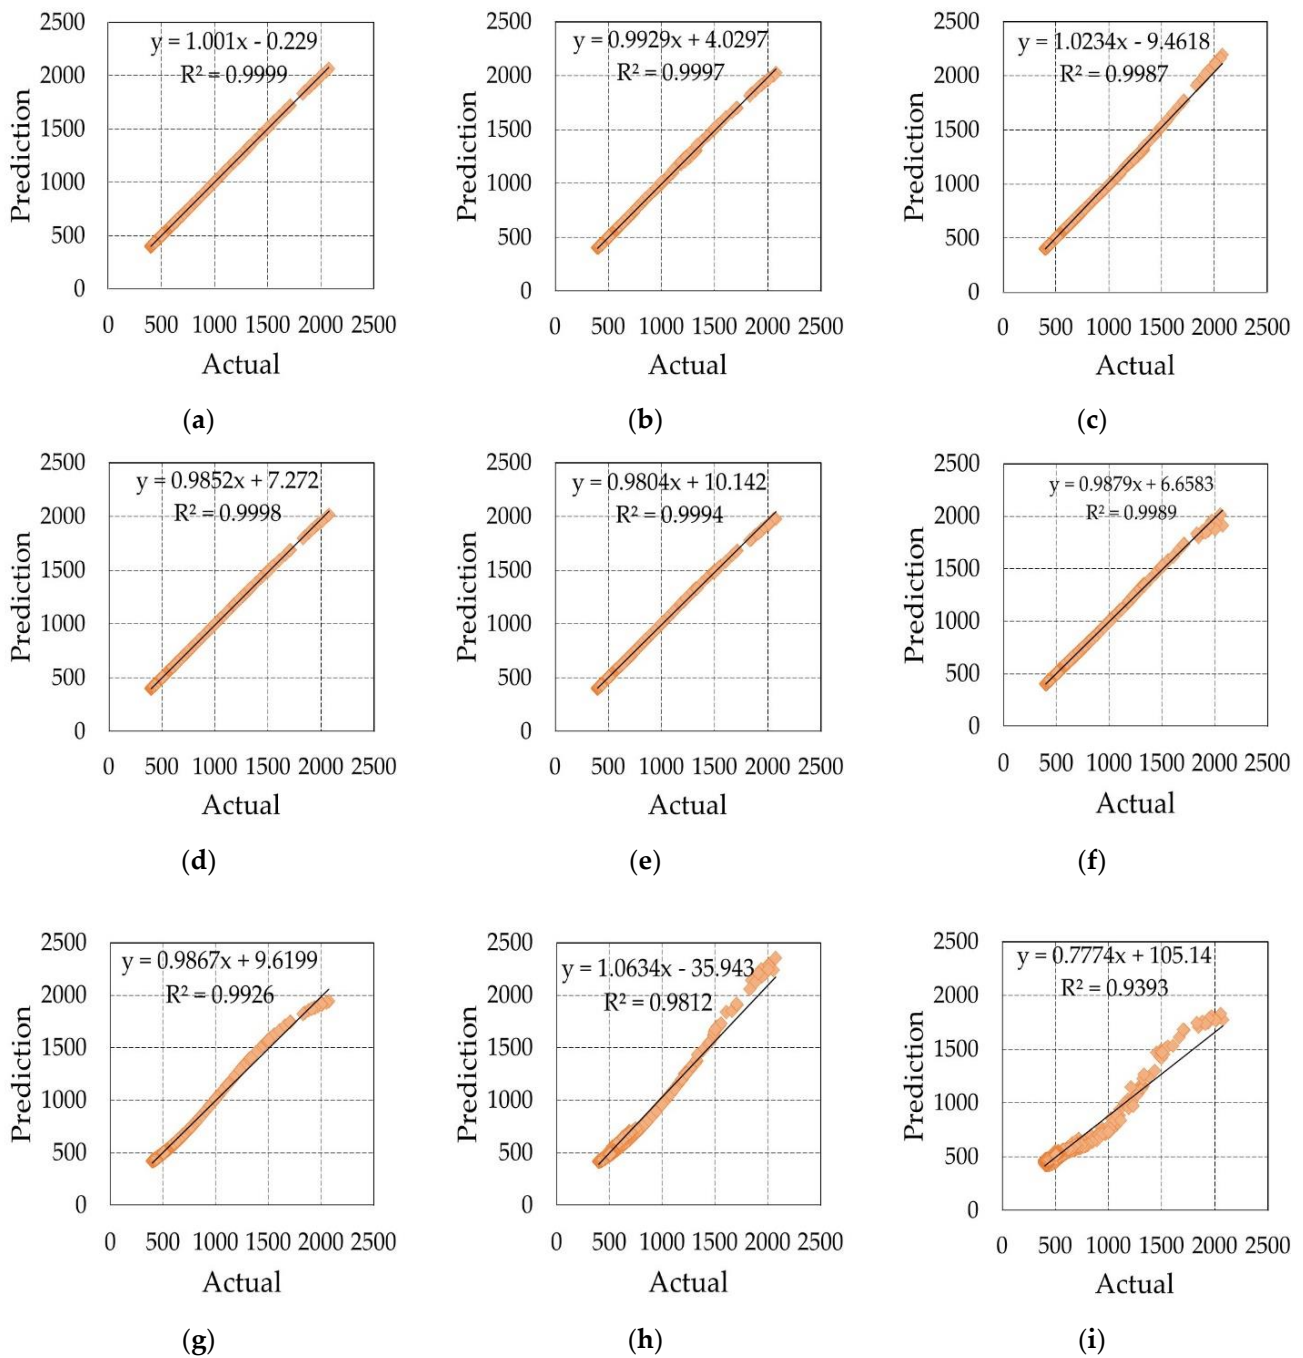 2500
y = 1.001x - 0.229
R² = 0.9999
2000
1500
1000
500
0
Prediction
0 500 1000 1500 2000 2500
Actual
(a)
2500
y = 0.9929x + 4.0297
R² = 0.9997
2000
1500
1000
500
0
Prediction
0 500 1000 1500 2000 2500
Actual
(b)
2500
y = 1.0234x - 9.4618
R² = 0.9987
2000
1500
1000
500
0
Prediction
0 500 1000 1500 2000 2500
Actual
(c)
2500
y = 0.9852x + 7.272
R² = 0.9998
2000
1500
1000
500
0
Prediction
0 500 1000 1500 2000 2500
Actual
(d)
2500
y = 0.9804x + 10.142
R² = 0.9994
2000
1500
1000
500
0
Prediction
0 500 1000 1500 2000 2500
Actual
(e)
2500
y = 0.9879x + 6.6583
R² = 0.9989
2000
1500
1000
500
0
Prediction
0 500 1000 1500 2000 2500
Actual
(f)
2500
y = 0.9867x + 9.6199
R² = 0.9926
2000
1500
1000
500
0
Prediction
0 500 1000 1500 2000 2500
Actual
(g)
2500
y = 1.0634x - 35.943
R² = 0.9812
2000
1500
1000
500
0
Prediction
0 500 1000 1500 2000 2500
Actual
(h)
2500
y = 0.7774x + 105.14
R² = 0.9393
2000
1500
1000
500
0
Prediction
0 500 1000 1500 2000 2500
Actual
(i)